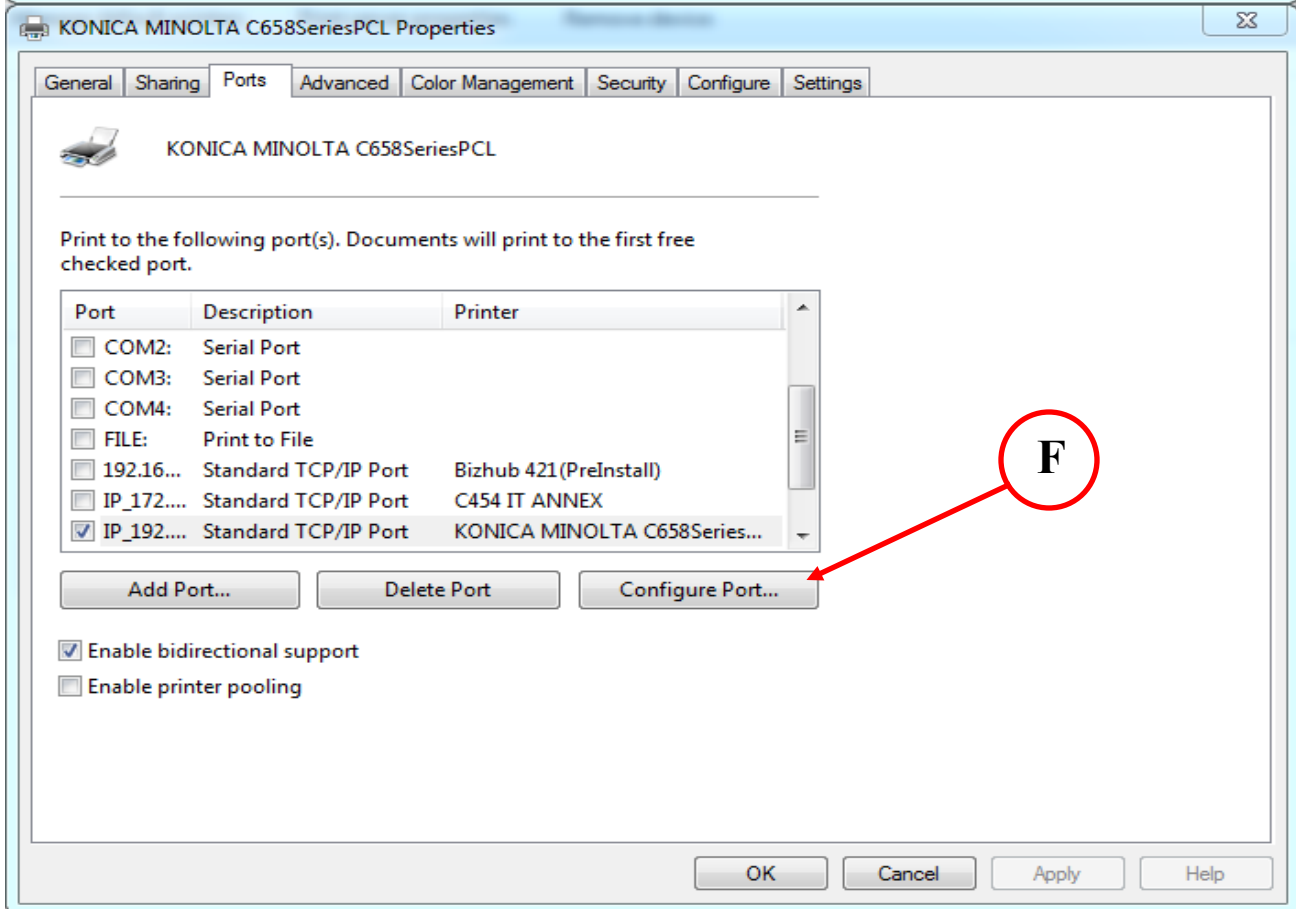 KONICA MINOLTA C658SeriesPCL Properties
General Sharing Ports Advanced Color Management Security Configure Settings
KONICA MINOLTA C658SeriesPCL
Print to the following port(s). Documents will print to the first free
checked port.
Port Description Printer
COM2: Serial Port
COM3: Serial Port
COM4: Serial Port
FILE: Print to File
192.16... Standard TCP/IP Port Bizhub 421(PreInstall)
IP_172.... Standard TCP/IP Port C454 IT ANNEX
IP_192.... Standard TCP/IP Port KONICA MINOLTA C658Series...
F
Add Port... Delete Port Configure Port...
Enable bidirectional support
Enable printer pooling
OK Cancel Apply Help